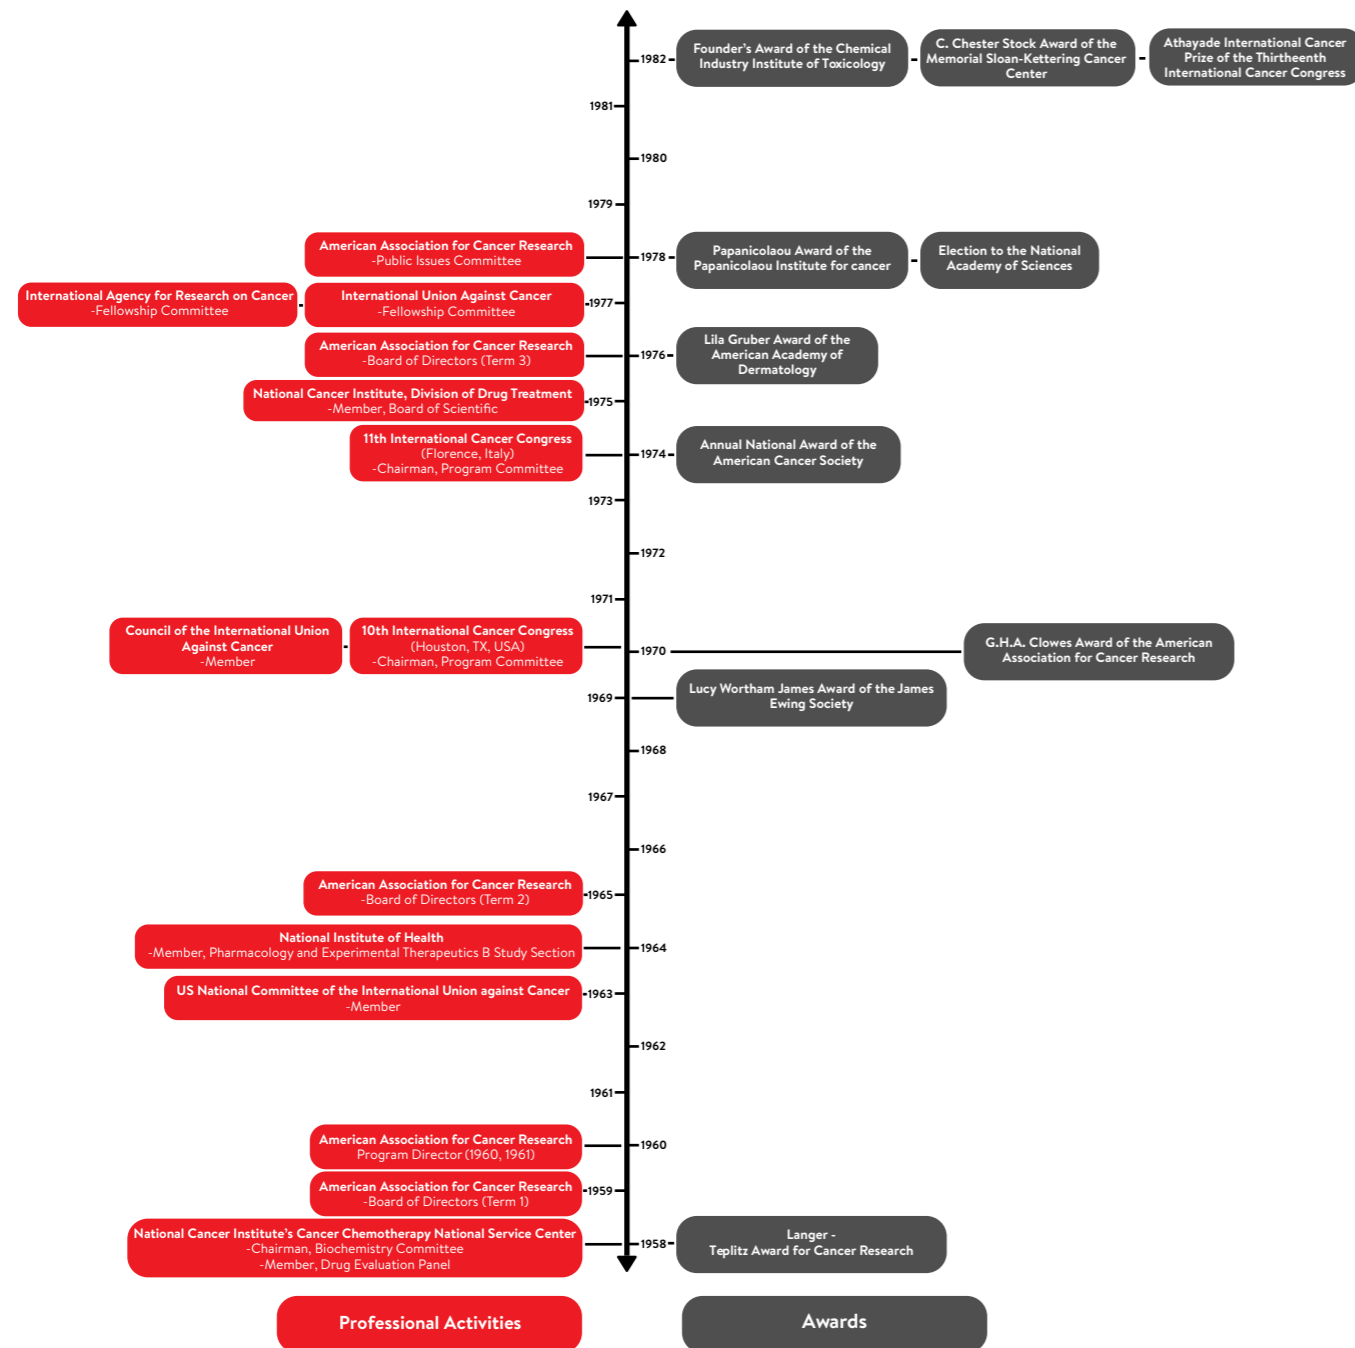 1982
Founder's Award of the Chemical
Industry Institute of Toxicology
C. Chester Stock Award of the
Memorial Sloan-Kettering Cancer
Center
Athayade International Cancer
Prize of the Thirtheenth
International Cancer Congress
1981
1980
1979
American Association for Cancer Research
-Public Issues Committee
1978
Papanicolaou Award of the
Papanicolaou Institute for cancer
Election to the National
Academy of Sciences
International Agency for Research on Cancer
-Fellowship Committee
International Union Against Cancer
-Fellowship Committee
1977
American Association for Cancer Research
-Board of Directors (Term 3)
1976
Lila Gruber Award of the
American Academy of
Dermatology
National Cancer Institute, Division of Drug Treatment
-Member, Board of Scientific
1975
11th International Cancer Congress
(Florence, Italy)
-Chairman, Program Committee
1974
Annual National Award of the
American Cancer Society
1973
1972
1971
Council of the International Union
Against Cancer
-Member
10th International Cancer Congress
(Houston, TX, USA)
-Chairman, Program Committee
1970
G.H.A. Clowes Award of the American
Association for Cancer Research
1969
Lucy Wortham James Award of the James
Ewing Society
1968
1967
1966
American Association for Cancer Research
-Board of Directors (Term 2)
1965
National Institute of Health
-Member, Pharmacology and Experimental Therapeutics B Study Section
1964
US National Committee of the International Union against Cancer
-Member
1963
1962
1961
American Association for Cancer Research
Program Director (1960, 1961)
1960
American Association for Cancer Research
-Board of Directors (Term 1)
1959
National Cancer Institute's Cancer Chemotherapy National Service Center
-Chairman, Biochemistry Committee
-Member, Drug Evaluation Panel
1958
Langer -
Teplitz Award for Cancer Research
Professional Activities
Awards